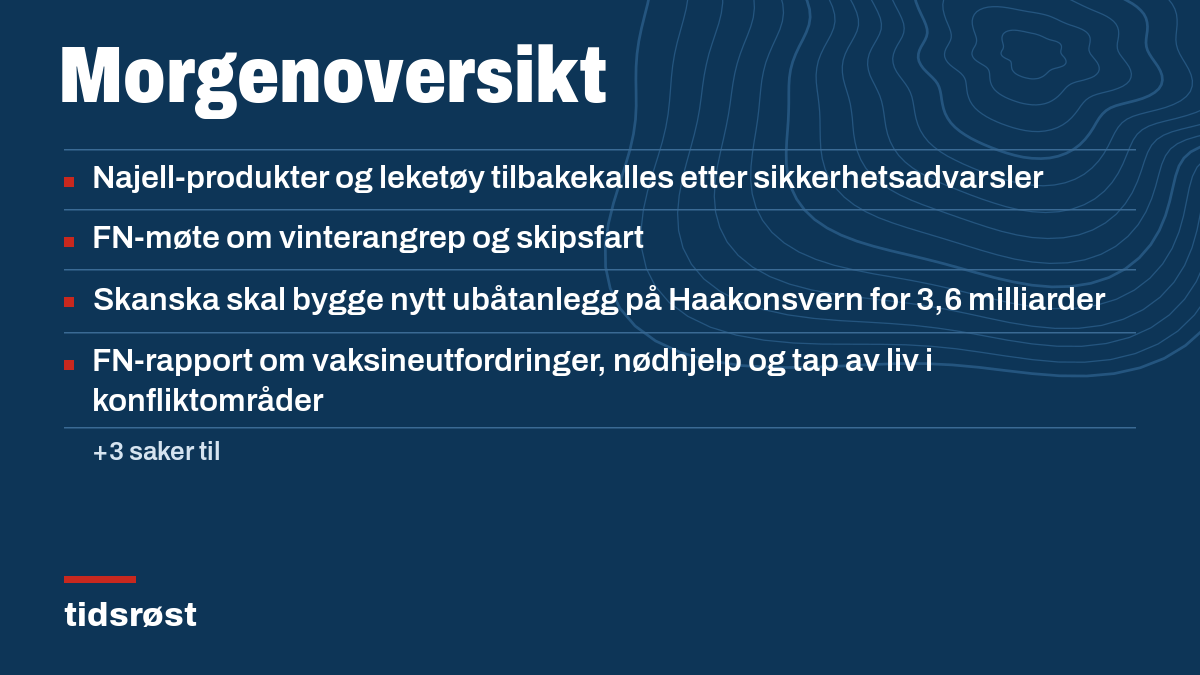 Morgenoversikt
Najell-produkter og leketøy tilbakekalles etter sikkerhetsadvarsler
FN-møte om vinterangrep og skipsfart
Skanska skal bygge nytt ubåtanlegg på Haakonsvern for 3,6 milliarder
FN-rapport om vaksineutfordringer, nødhjelp og tap av liv i
konfliktområder
+3 saker til
tidsrøst